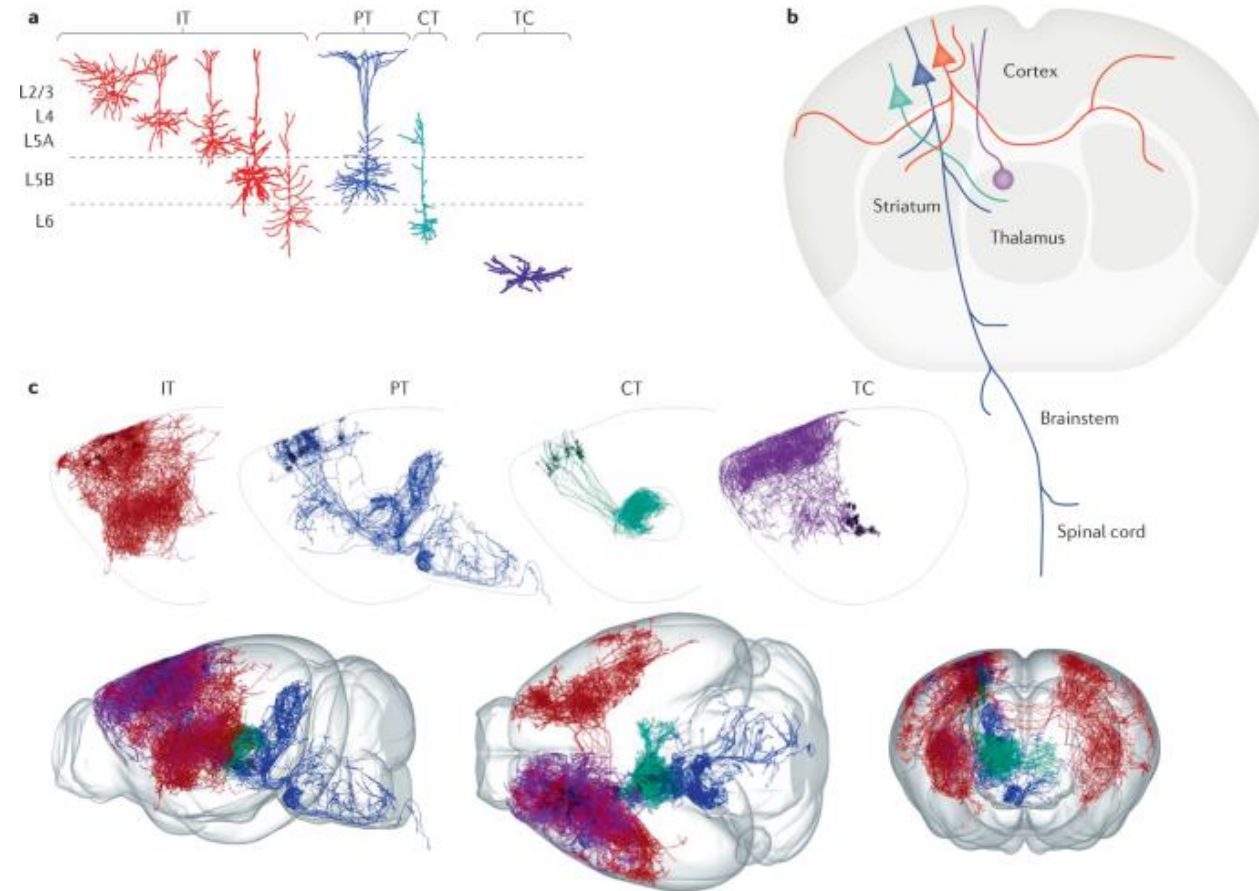 a
IT PT CT TC
L2/3
L4
L5A
L5B
L6
b
Cortex
Striatum
Thalamus
Brainstem
Spinal cord
c
IT PT CT TC